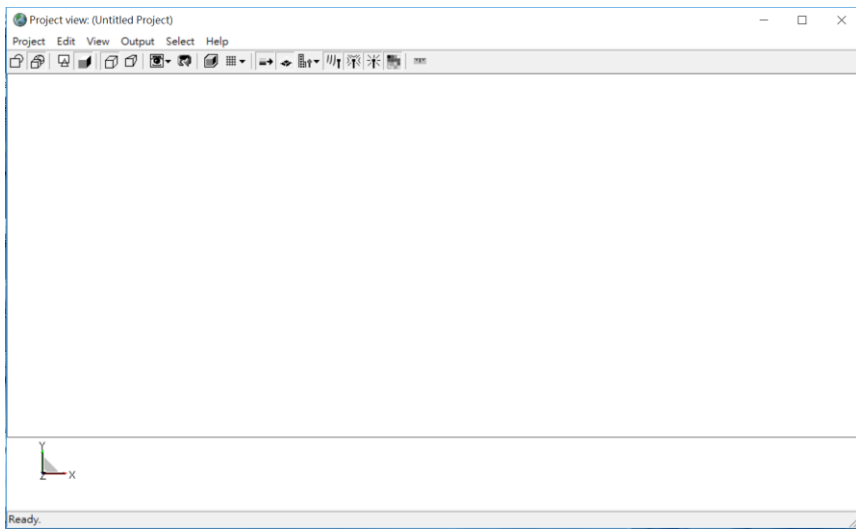 Project view: (Untitled Project)
Project Edit View Output Select Help
Y
Z X
Ready.